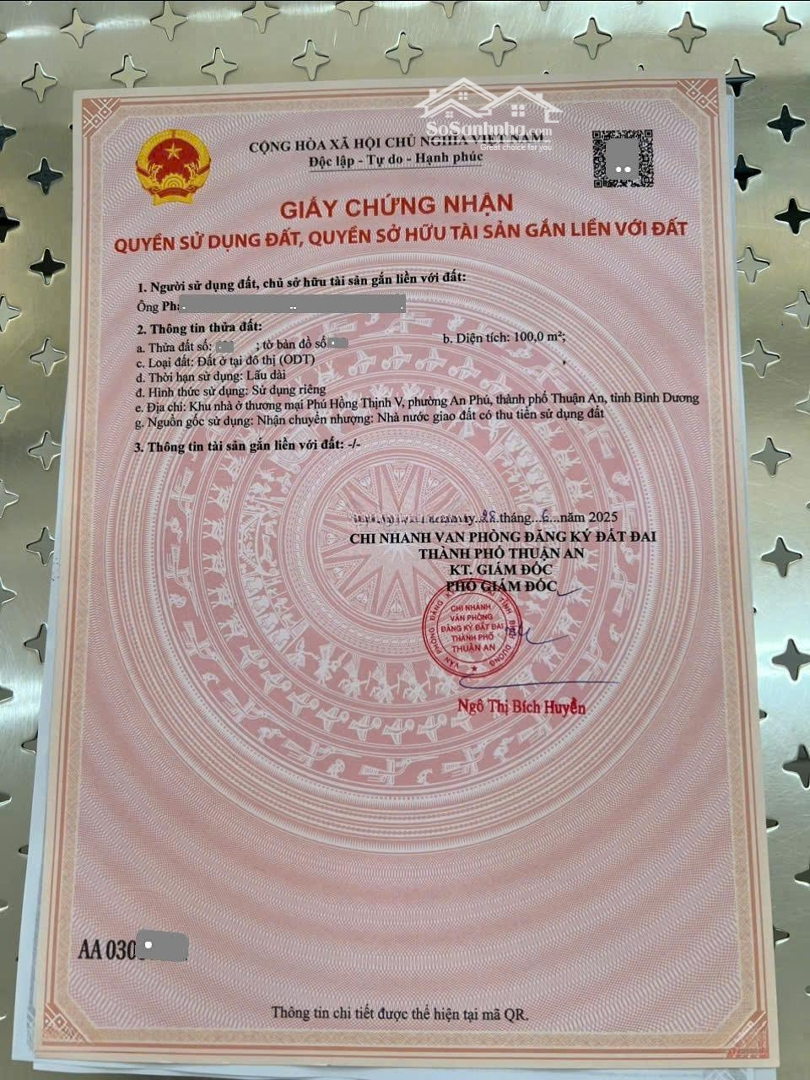 CỘNG HÒA XÃ HỘI CHỦ NGHĨA VIỆT NAM
Độc lập - Tự do - Hạnh phúc
SoSanhnha.com
Great choice for you
GIẤY CHỨNG NHẬN
QUYỀN SỬ DỤNG ĐẤT, QUYỀN SỞ HỮU TÀI SẢN GẮN LIỀN VỚI ĐẤT
1. Người sử dụng đất, chủ sở hữu tài sản gắn liền với đất:
Ông
2. Thông tin thửa đất:
a. Thửa đất số: ; tờ bản đồ số b. Diện tích: 100,0 m²;
c. Loại đất: Đất ở tại đô thị (ODT)
d. Thời hạn sử dụng: Lâu dài
đ. Hình thức sử dụng: Sử dụng riêng
e. Địa chỉ: Khu nhà ở thương mại Phú Hồng Thịnh V, phường An Phú, thành phố Thuận An, tỉnh Bình Dương
g. Nguồn gốc sử dụng: Nhận chuyển nhượng: Nhà nước giao đất có thu tiền sử dụng đất
3. Thông tin tài sản gắn liền với đất: -/-
28 tháng...6...năm 2025
CHI NHÁNH VĂN PHÒNG ĐĂNG KÝ ĐẤT ĐAI
THÀNH PHỐ THUẬN AN
KT. GIÁM ĐỐC
PHÓ GIÁM ĐỐC
CHI NHÁNH
VĂN PHÒNG
ĐĂNG KÝ ĐẤT ĐAI
THÀNH PHỐ
THUẬN AN
Ngô Thị Bích Huyền
AA 030
Thông tin chi tiết được thể hiện tại mã QR.